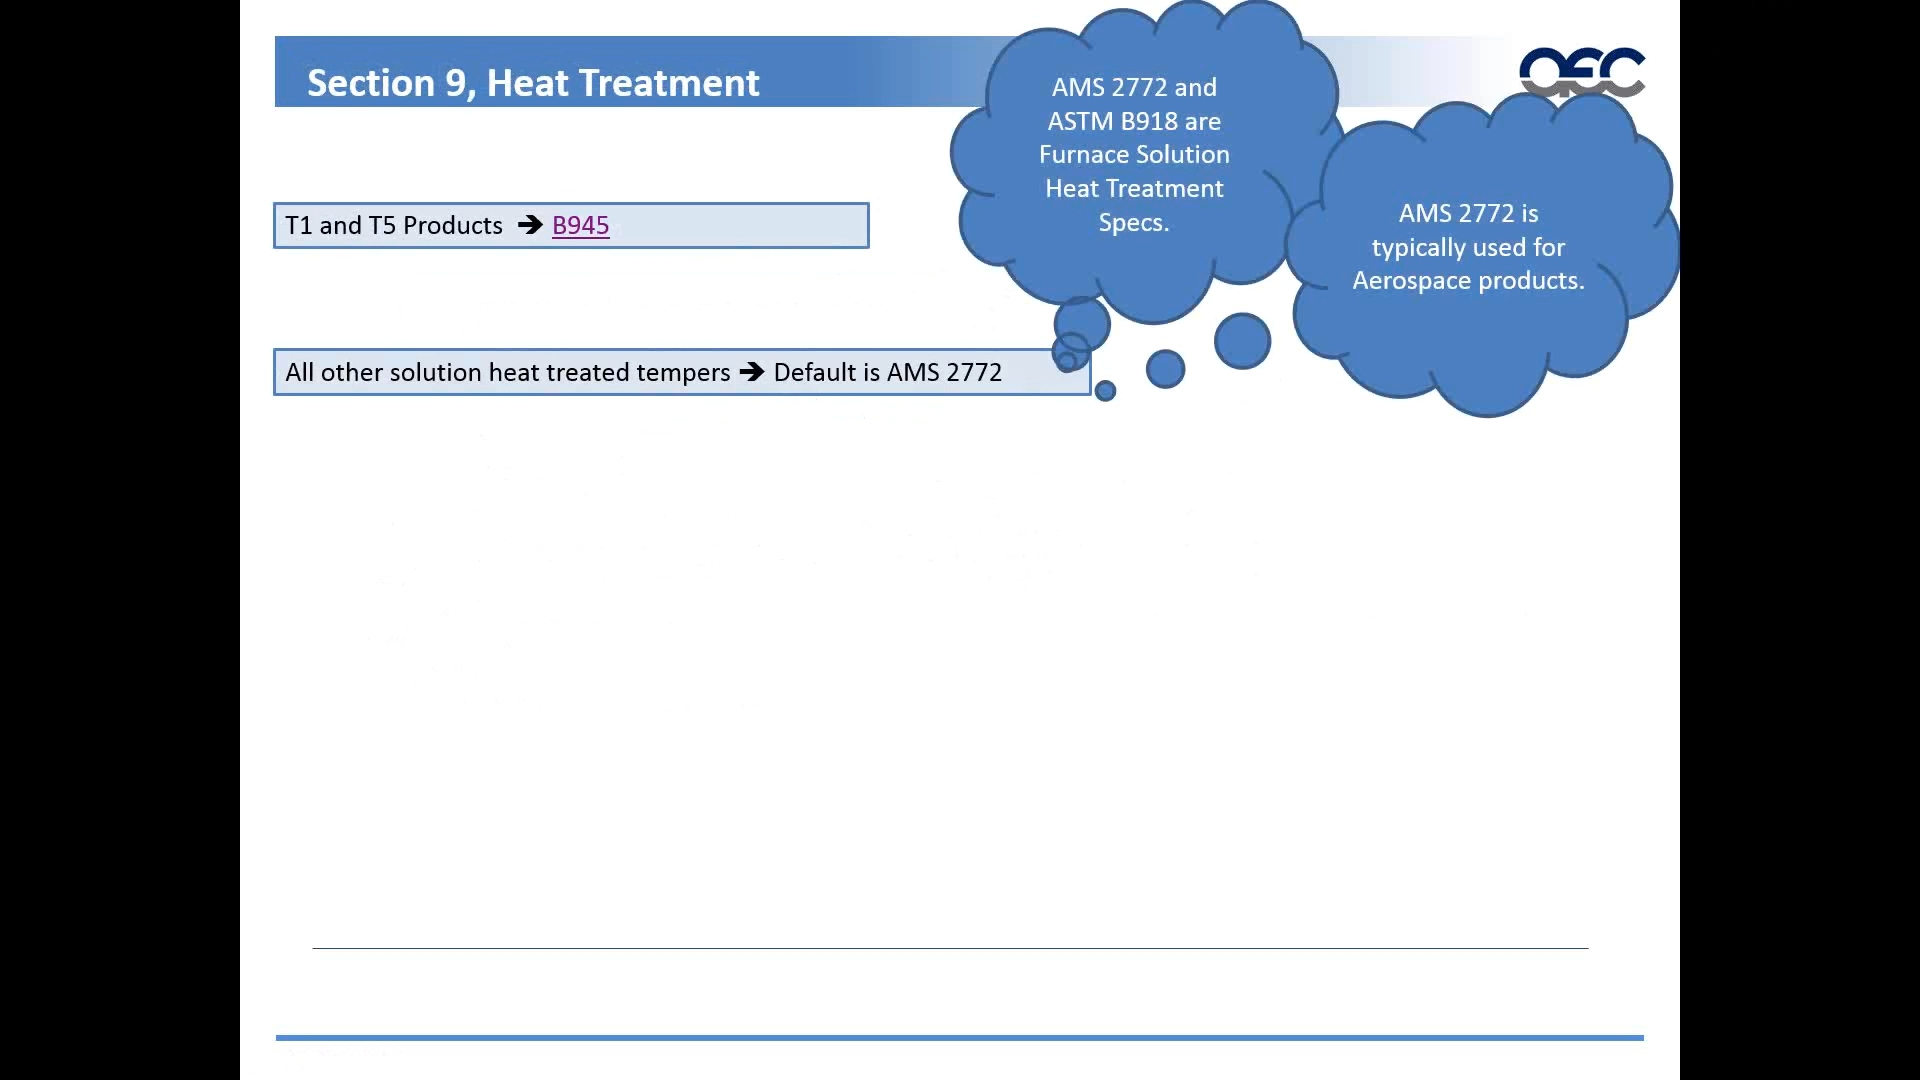 Section 9, Heat Treatment
AEC
AMS 2772 and
ASTM B918 are
Furnace Solution
Heat Treatment
Specs.
AMS 2772 is
typically used for
Aerospace products.
T1 and T5 Products ➔ B945
All other solution heat treated tempers ➔ Default is AMS 2772